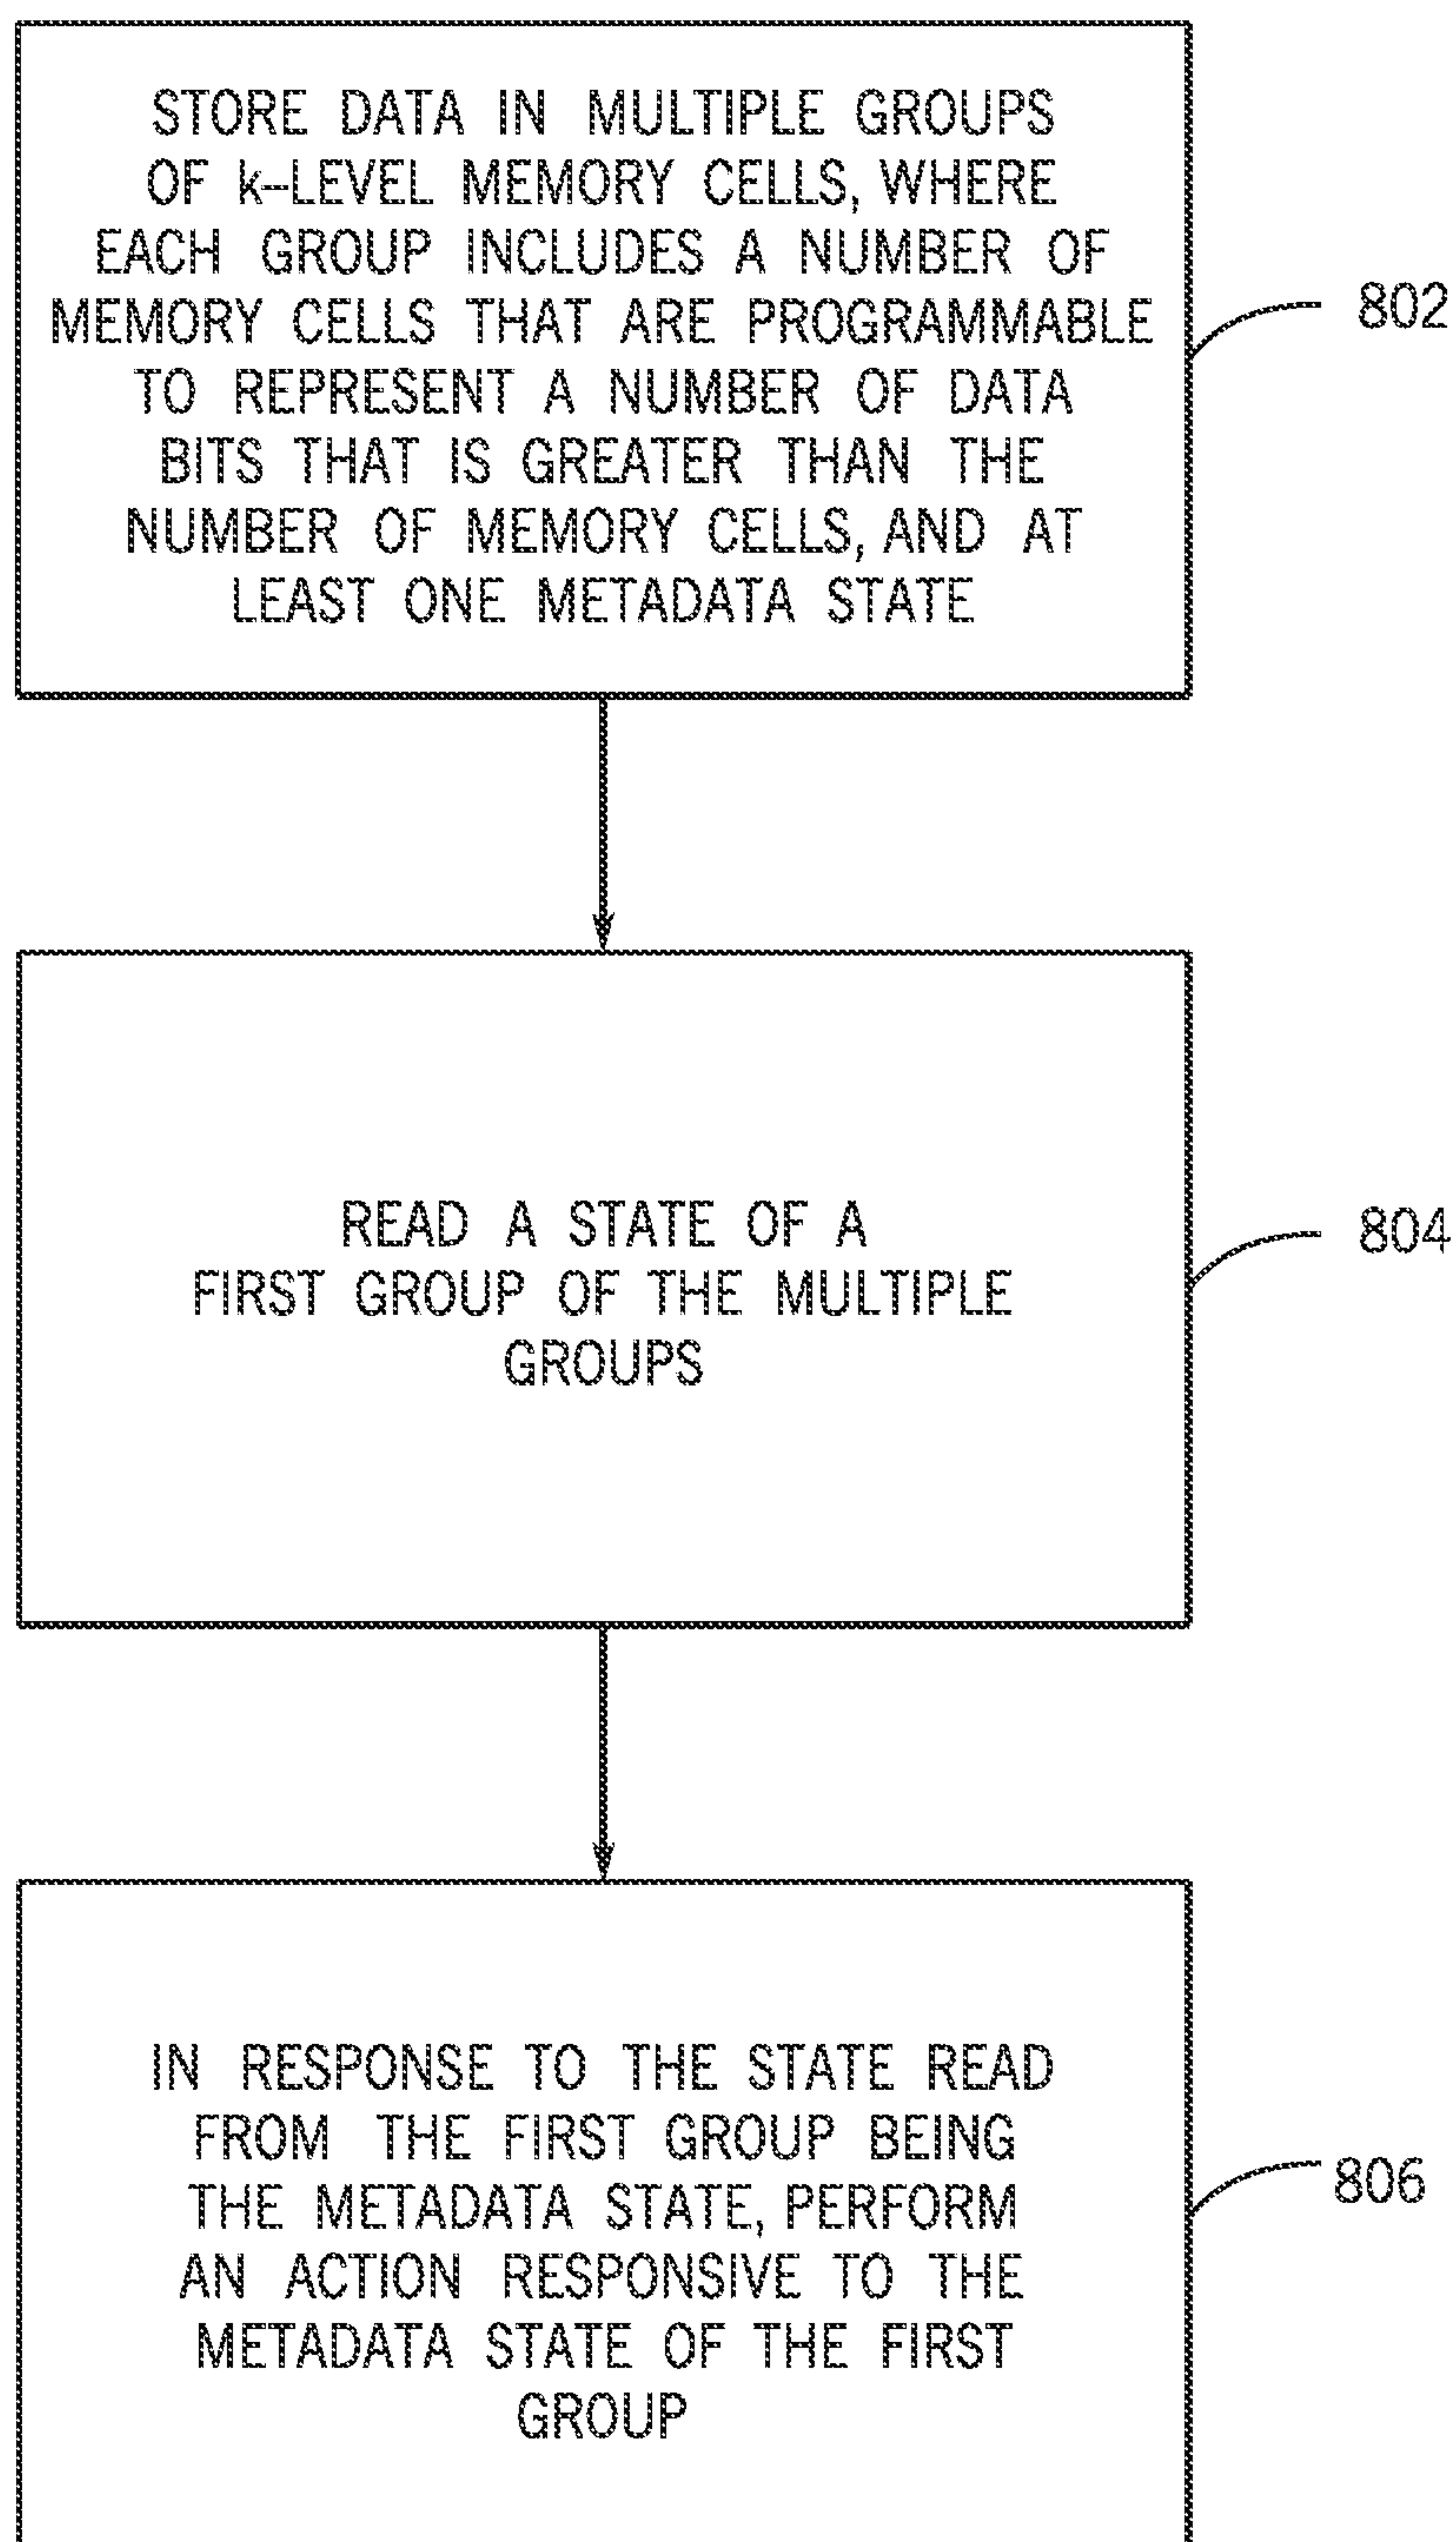 STORE DATA IN MULTIPLE GROUPS
OF k-LEVEL MEMORY CELLS, WHERE
EACH GROUP INCLUDES A NUMBER OF
MEMORY CELLS THAT ARE PROGRAMMABLE
TO REPRESENT A NUMBER OF DATA
BITS THAT IS GREATER THAN THE
NUMBER OF MEMORY CELLS, AND AT
LEAST ONE METADATA STATE
802
READ A STATE OF A
FIRST GROUP OF THE MULTIPLE
GROUPS
804
IN RESPONSE TO THE STATE READ
FROM THE FIRST GROUP BEING
THE METADATA STATE, PERFORM
AN ACTION RESPONSIVE TO THE
METADATA STATE OF THE FIRST
GROUP
806